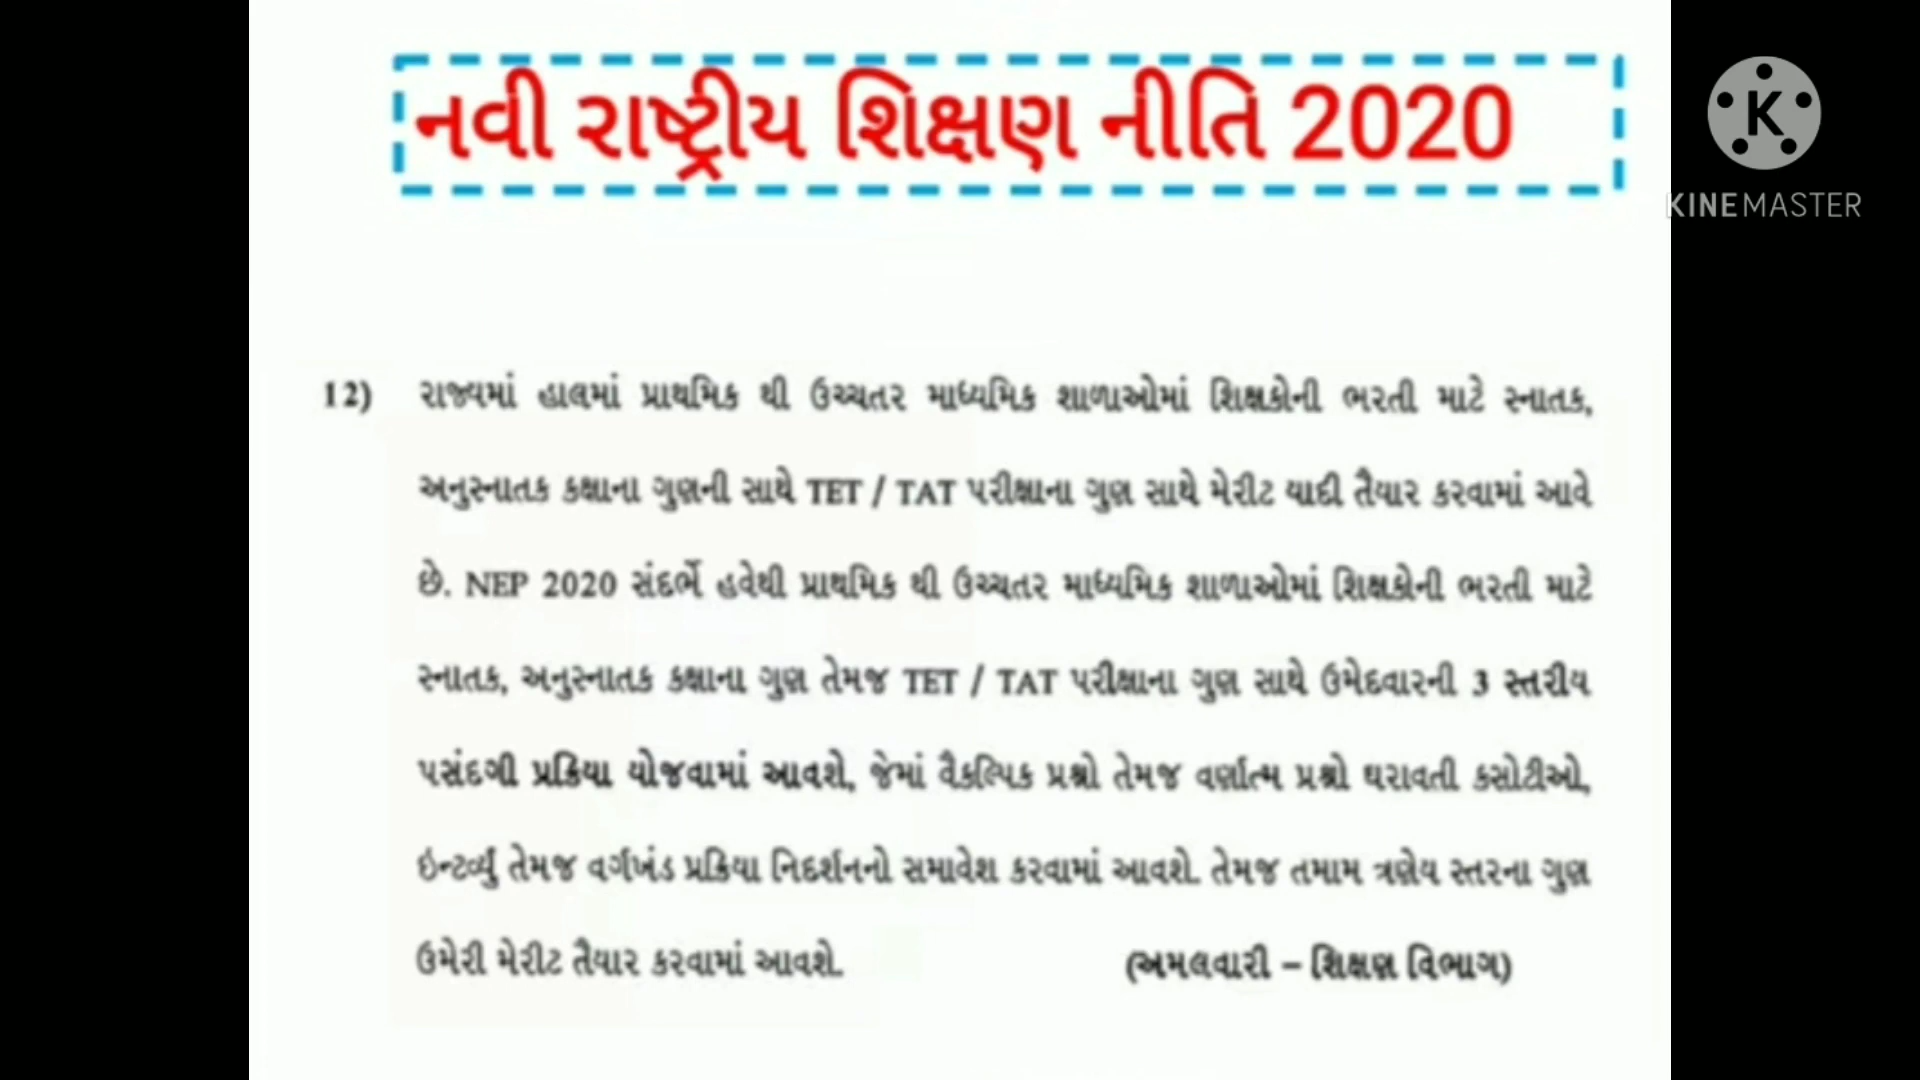 નવી રાષ્ટ્રીય શિક્ષણ નીતિ 2020
KINEMASTER
12) રાજ્યમાં હાલમાં પ્રાથમિક થી ઉચ્ચતર માધ્યમિક શાળાઓમાં શિક્ષકોની ભરતી માટે સ્નાતક,
અનુસ્નાતક કક્ષાના ગુણની સાથે TET / TAT પરીક્ષાના ગુણ સાથે મેરીટ યાદી તૈયાર કરવામાં આવે
છે. NEP 2020 સંદર્ભે હવેથી પ્રાથમિક થી ઉચ્ચતર માધ્યમિક શાળાઓમાં શિક્ષકોની ભરતી માટે
સ્નાતક, અનુસ્નાતક કક્ષાના ગુણ તેમજ TET / TAT પરીક્ષાના ગુણ સાથે ઉમેદવારની 3 સ્તરીય
પસંદગી પ્રક્રિયા યોજવામાં આવશે, જેમાં વૈકલ્પિક પ્રશ્નો તેમજ વર્ણાત્મ પ્રશ્નો ધરાવતી કસોટીઓ,
ઇન્ટર્વ્યું તેમજ વર્ગખંડ પ્રક્રિયા નિદર્શનનો સમાવેશ કરવામાં આવશે. તેમજ તમામ ત્રણેય સ્તરના ગુણ
ઉમેરી મેરીટ તૈયાર કરવામાં આવશે. (અમલવારી – શિક્ષણ વિભાગ)